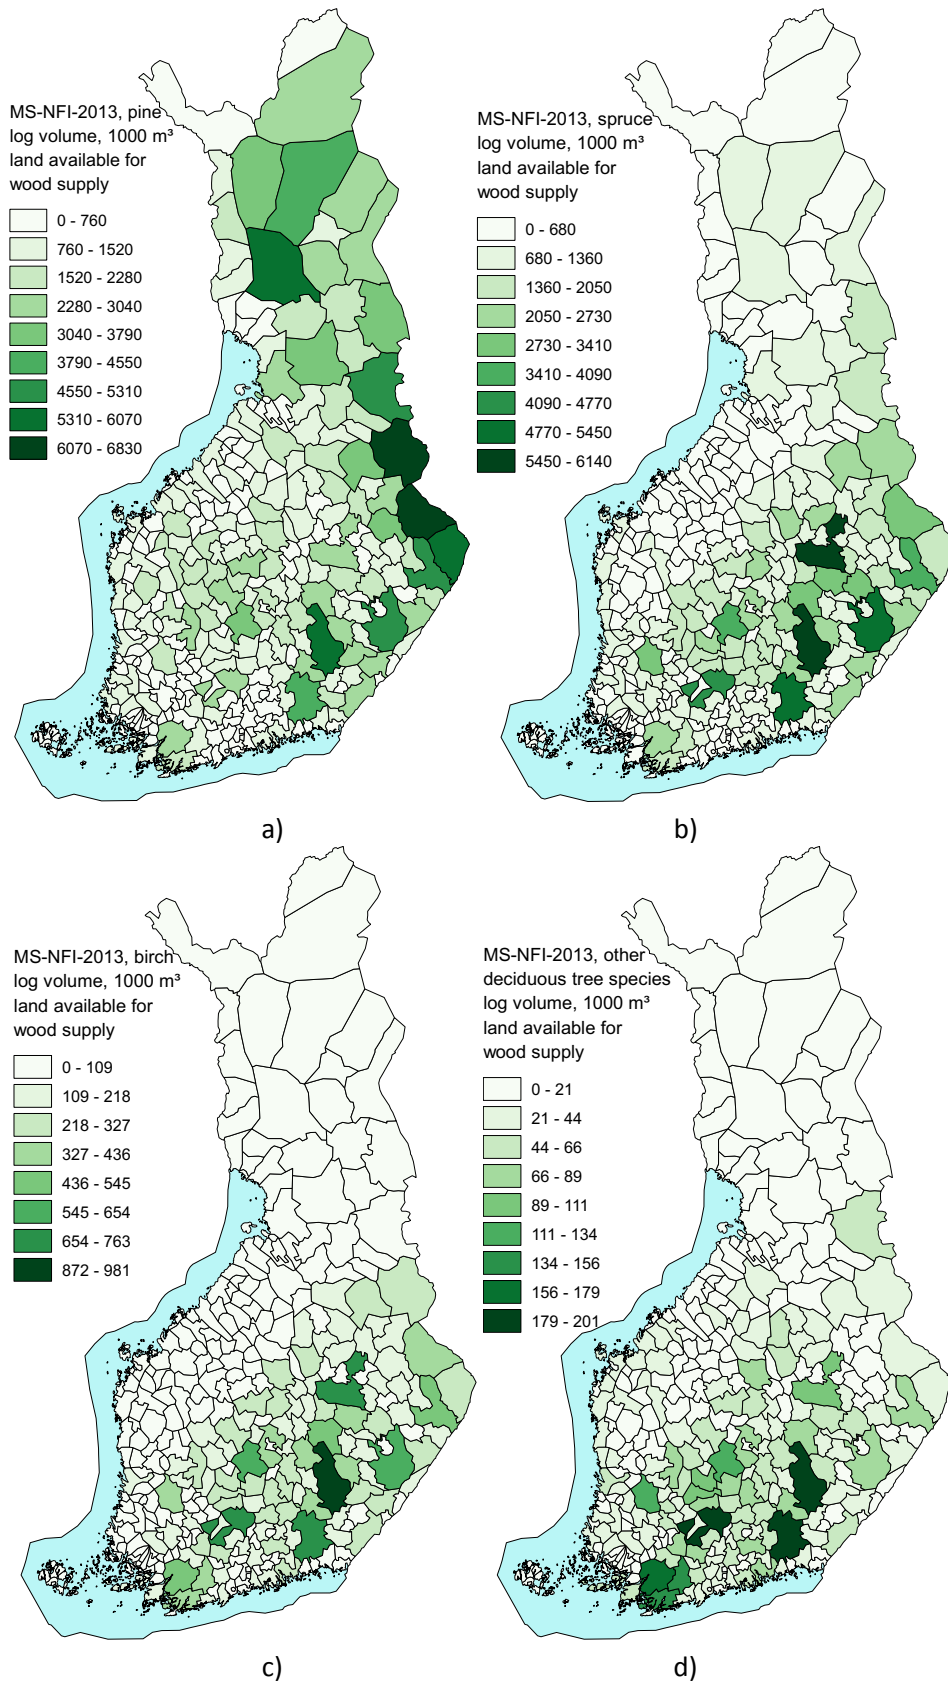 MS-NFI-2013, pine
log volume, 1000 m³
land available for
wood supply
0 - 760
760 - 1520
1520 - 2280
2280 - 3040
3040 - 3790
3790 - 4550
4550 - 5310
5310 - 6070
6070 - 6830
a)
MS-NFI-2013, spruce
log volume, 1000 m³
land available for
wood supply
0 - 680
680 - 1360
1360 - 2050
2050 - 2730
2730 - 3410
3410 - 4090
4090 - 4770
4770 - 5450
5450 - 6140
b)
MS-NFI-2013, birch
log volume, 1000 m³
land available for
wood supply
0 - 109
109 - 218
218 - 327
327 - 436
436 - 545
545 - 654
654 - 763
872 - 981
c)
MS-NFI-2013, other
deciduous tree species
log volume, 1000 m³
land available for
wood supply
0 - 21
21 - 44
44 - 66
66 - 89
89 - 111
111 - 134
134 - 156
156 - 179
179 - 201
d)